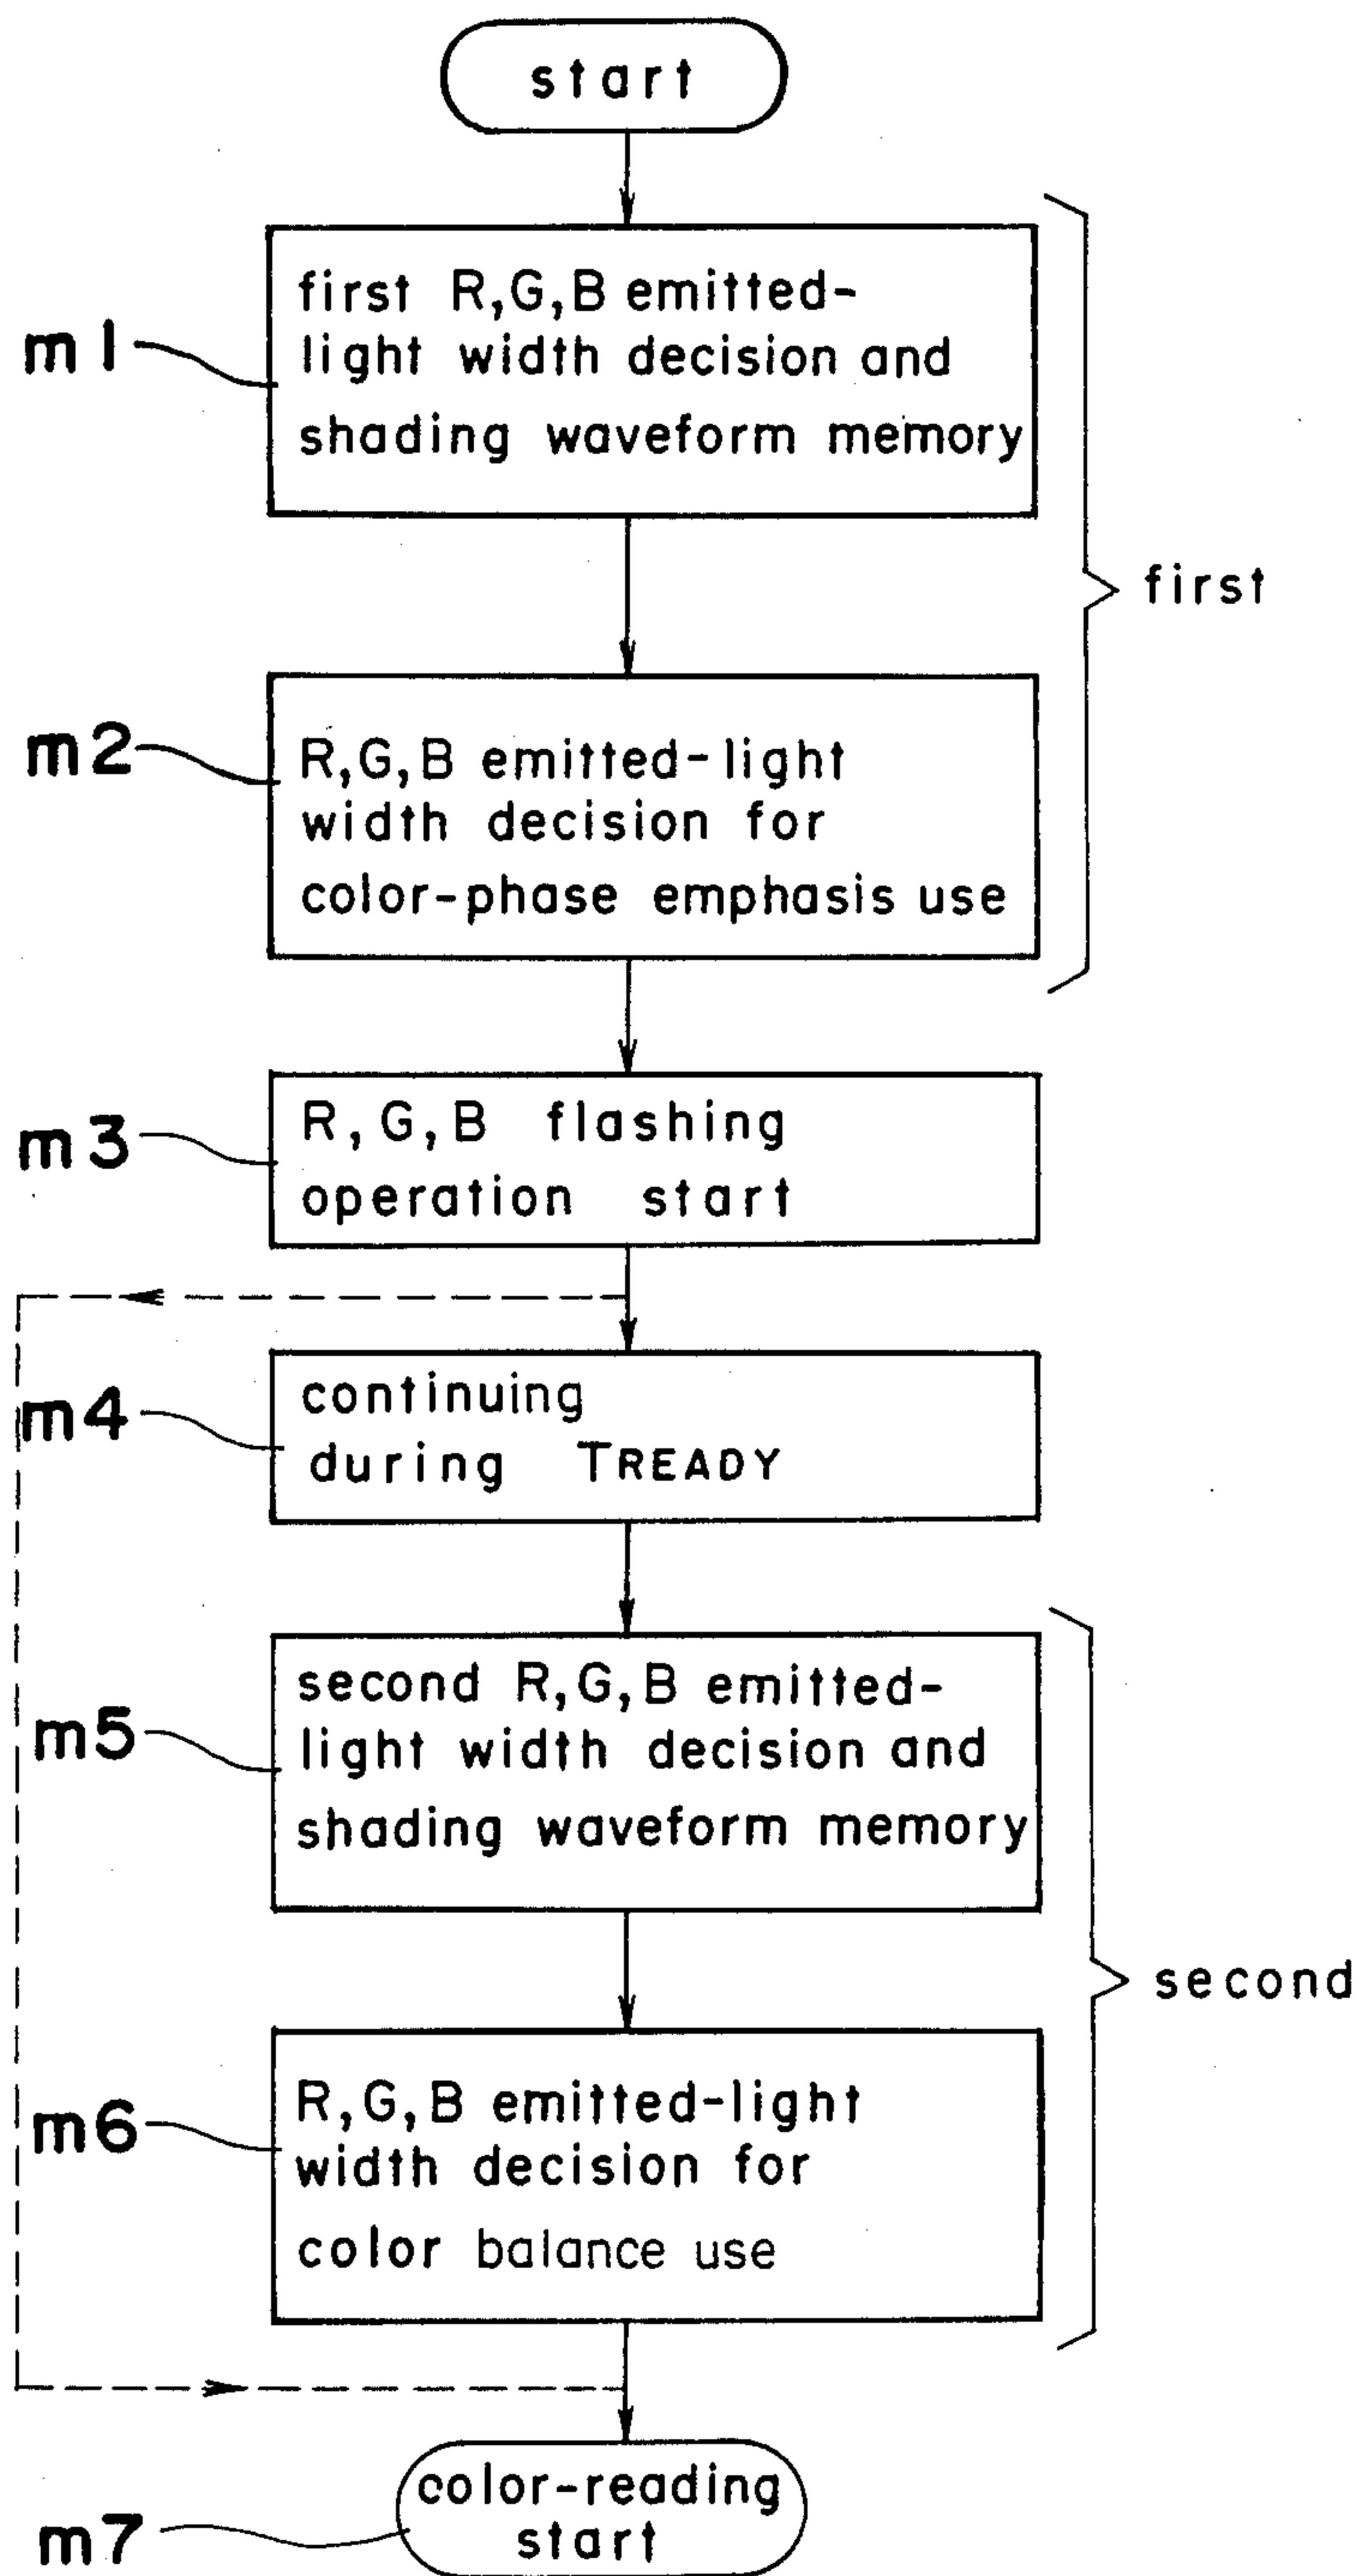 start
m1
first R,G,B emitted-
light width decision and
shading waveform memory
first
m2
R,G,B emitted-light
width decision for
color-phase emphasis use
m3
R,G,B flashing
operation start
m4
continuing
during TREADY
m5
second R,G,B emitted-
light width decision and
shading waveform memory
second
m6
R,G,B emitted-light
width decision for
color balance use
m7
color-reading
start